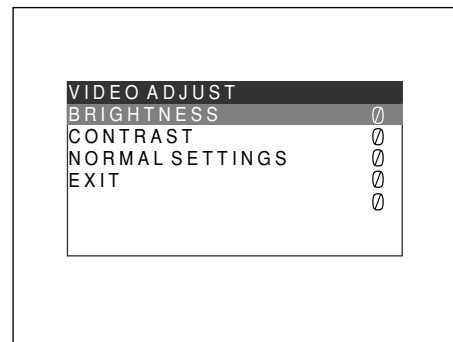 VIDEO ADJUST
BRIGHTNESS 0
CONTRAST 0
NORMAL SETTINGS 0
EXIT 0
0